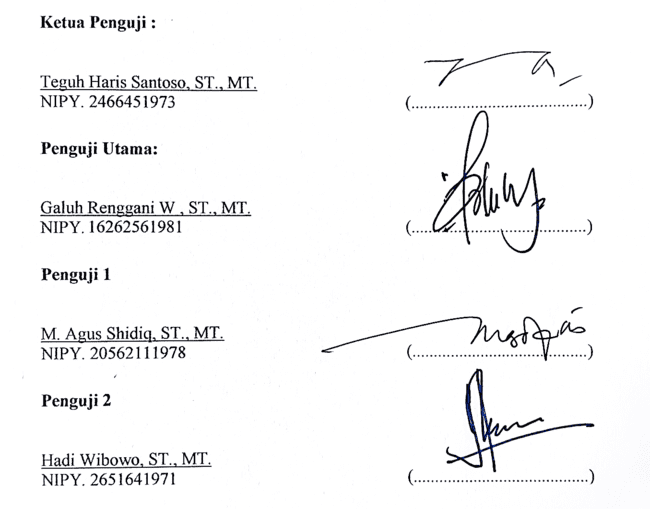 Ketua Penguji :
Teguh Haris Santoso, ST., MT.
NIPY. 2466451973
(......................................)
Penguji Utama:
Galuh Renggani W , ST., MT.
NIPY. 16262561981
(......................................)
Penguji 1
M. Agus Shidiq, ST., MT.
NIPY. 20562111978
(......................................)
Penguji 2
Hadi Wibowo, ST., MT.
NIPY. 2651641971
(......................................)